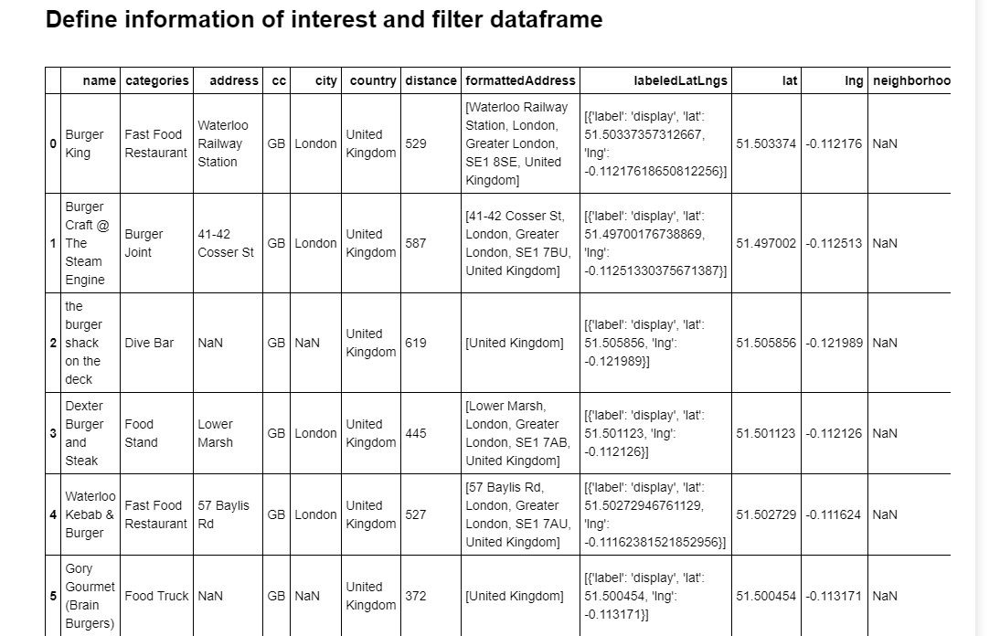 Define information of interest and filter dataframe
name categories address cc city country distance formattedAddress labeledLatLngs lat lng neighborhoo
0 Burger King Fast Food Restaurant Waterloo Railway Station GB London United Kingdom 529 [Waterloo Railway Station, London, Greater London, SE1 8SE, United Kingdom] [{'label': 'display', 'lat': 51.50337357312667, 'lng': -0.11217618650812256}] 51.503374 -0.112176 NaN
1 Burger Craft @ The Steam Engine Burger Joint 41-42 Cosser St GB London United Kingdom 587 [41-42 Cosser St, London, Greater London, SE1 7BU, United Kingdom] [{'label': 'display', 'lat': 51.49700176738869, 'lng': -0.11251330375671387}] 51.497002 -0.112513 NaN
2 the burger shack on the deck Dive Bar NaN GB NaN United Kingdom 619 [United Kingdom] [{'label': 'display', 'lat': 51.505856, 'lng': -0.121989}] 51.505856 -0.121989 NaN
3 Dexter Burger and Steak Food Stand Lower Marsh GB London United Kingdom 445 [Lower Marsh, London, Greater London, SE1 7AB, United Kingdom] [{'label': 'display', 'lat': 51.501123, 'lng': -0.112126}] 51.501123 -0.112126 NaN
4 Waterloo Kebab & Burger Fast Food Restaurant 57 Baylis Rd GB London United Kingdom 527 [57 Baylis Rd, London, Greater London, SE1 7AU, United Kingdom] [{'label': 'display', 'lat': 51.50272946761129, 'lng': -0.11162381521852956}] 51.502729 -0.111624 NaN
5 Gory Gourmet (Brain Burgers) Food Truck NaN GB NaN United Kingdom 372 [United Kingdom] [{'label': 'display', 'lat': 51.500454, 'lng': -0.113171}] 51.500454 -0.113171 NaN